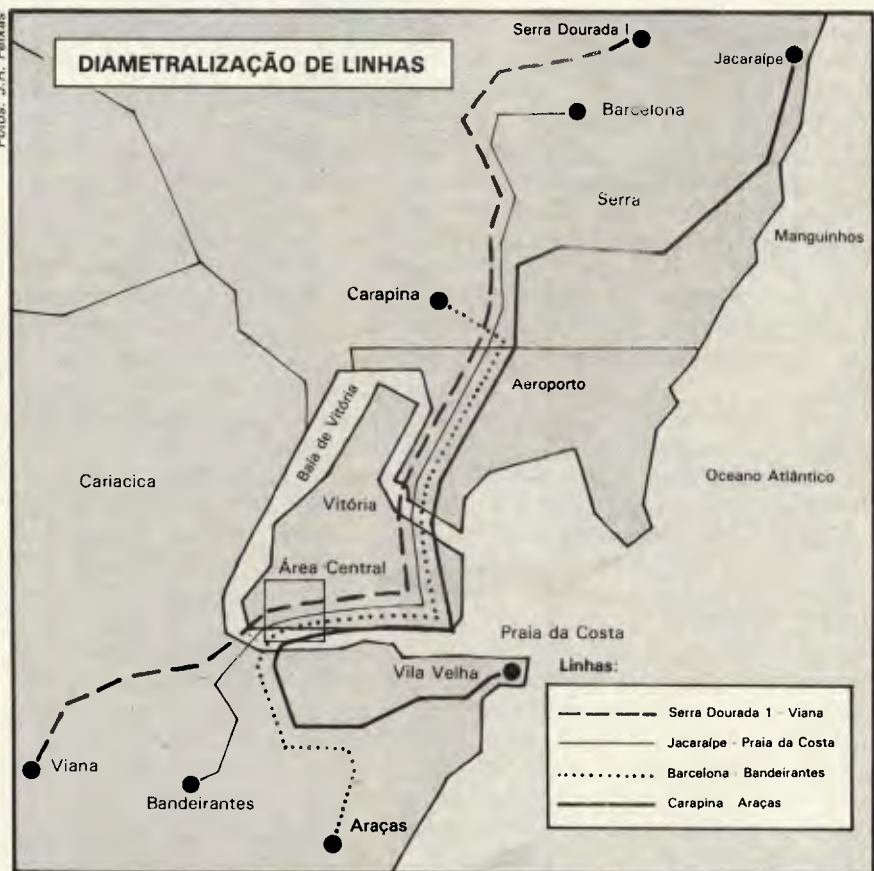 DIAMETRALIZAÇÃO DE LINHAS
Serra Dourada I
Jacaraípe
Barcelona
Serra
Manguinhos
Carapina
Aeroporto
Baía de Vitória
Cariacica
Oceano Atlântico
Vitória
Área Central
Praia da Costa
Vila Velha
Viana
Bandeirantes
Araças
Linhas:
Serra Dourada 1 - Viana
Jacaraípe - Praia da Costa
Barcelona - Bandeirantes
Carapina Araças